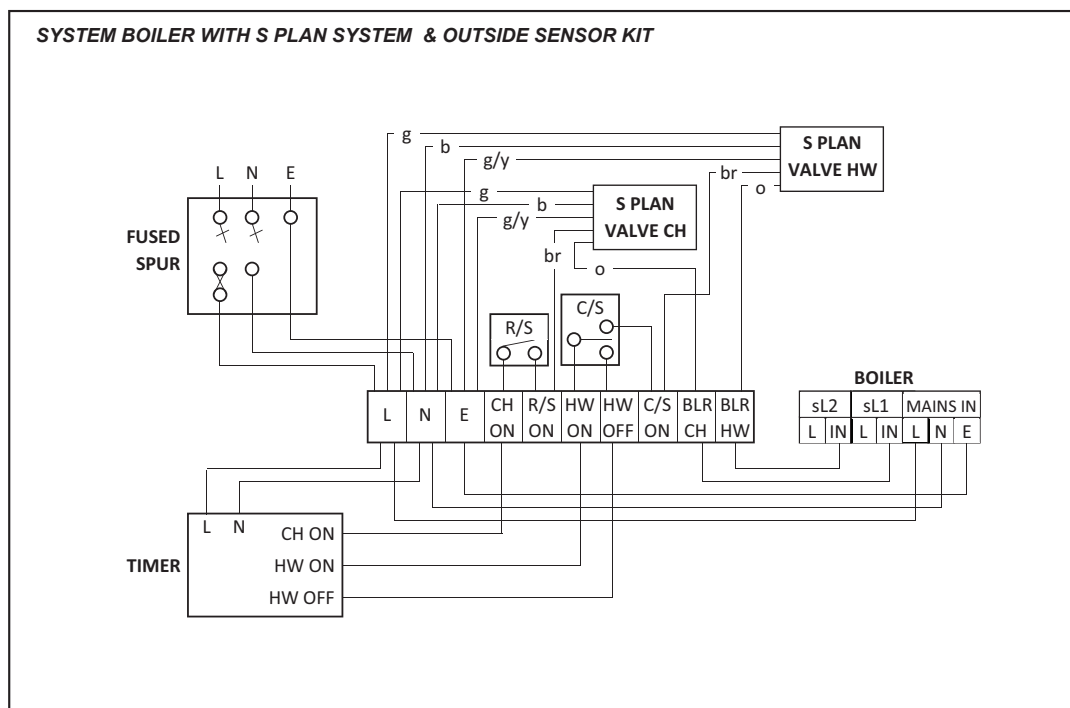 SYSTEM BOILER WITH S PLAN SYSTEM & OUTSIDE SENSOR KIT
g
b
g/y
br
o
S PLAN
VALVE HW
g
b
g/y
br
o
S PLAN
VALVE CH
L N E
FUSED
SPUR
R/S
C/S
L N E CH ON R/S ON HW ON HW OFF C/S ON BLR CH BLR HW
BOILER
sL2 sL1 MAINS IN
L IN L IN L N E
L N
TIMER
CH ON
HW ON
HW OFF